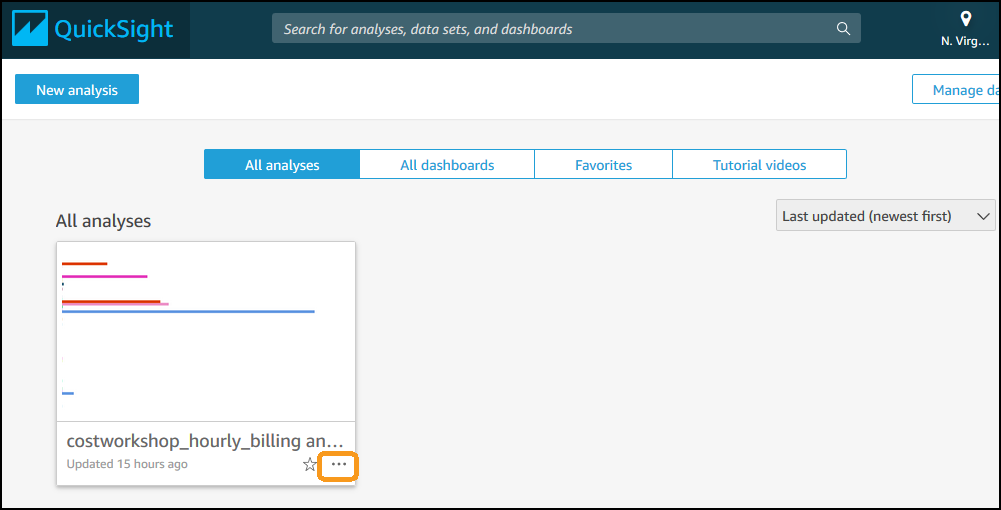 QuickSight
Search for analyses, data sets, and dashboards
N. Virg...
New analysis
Manage da
All analyses
All dashboards
Favorites
Tutorial videos
All analyses
Last updated (newest first)
costworkshop_hourly_billing an...
Updated 15 hours ago